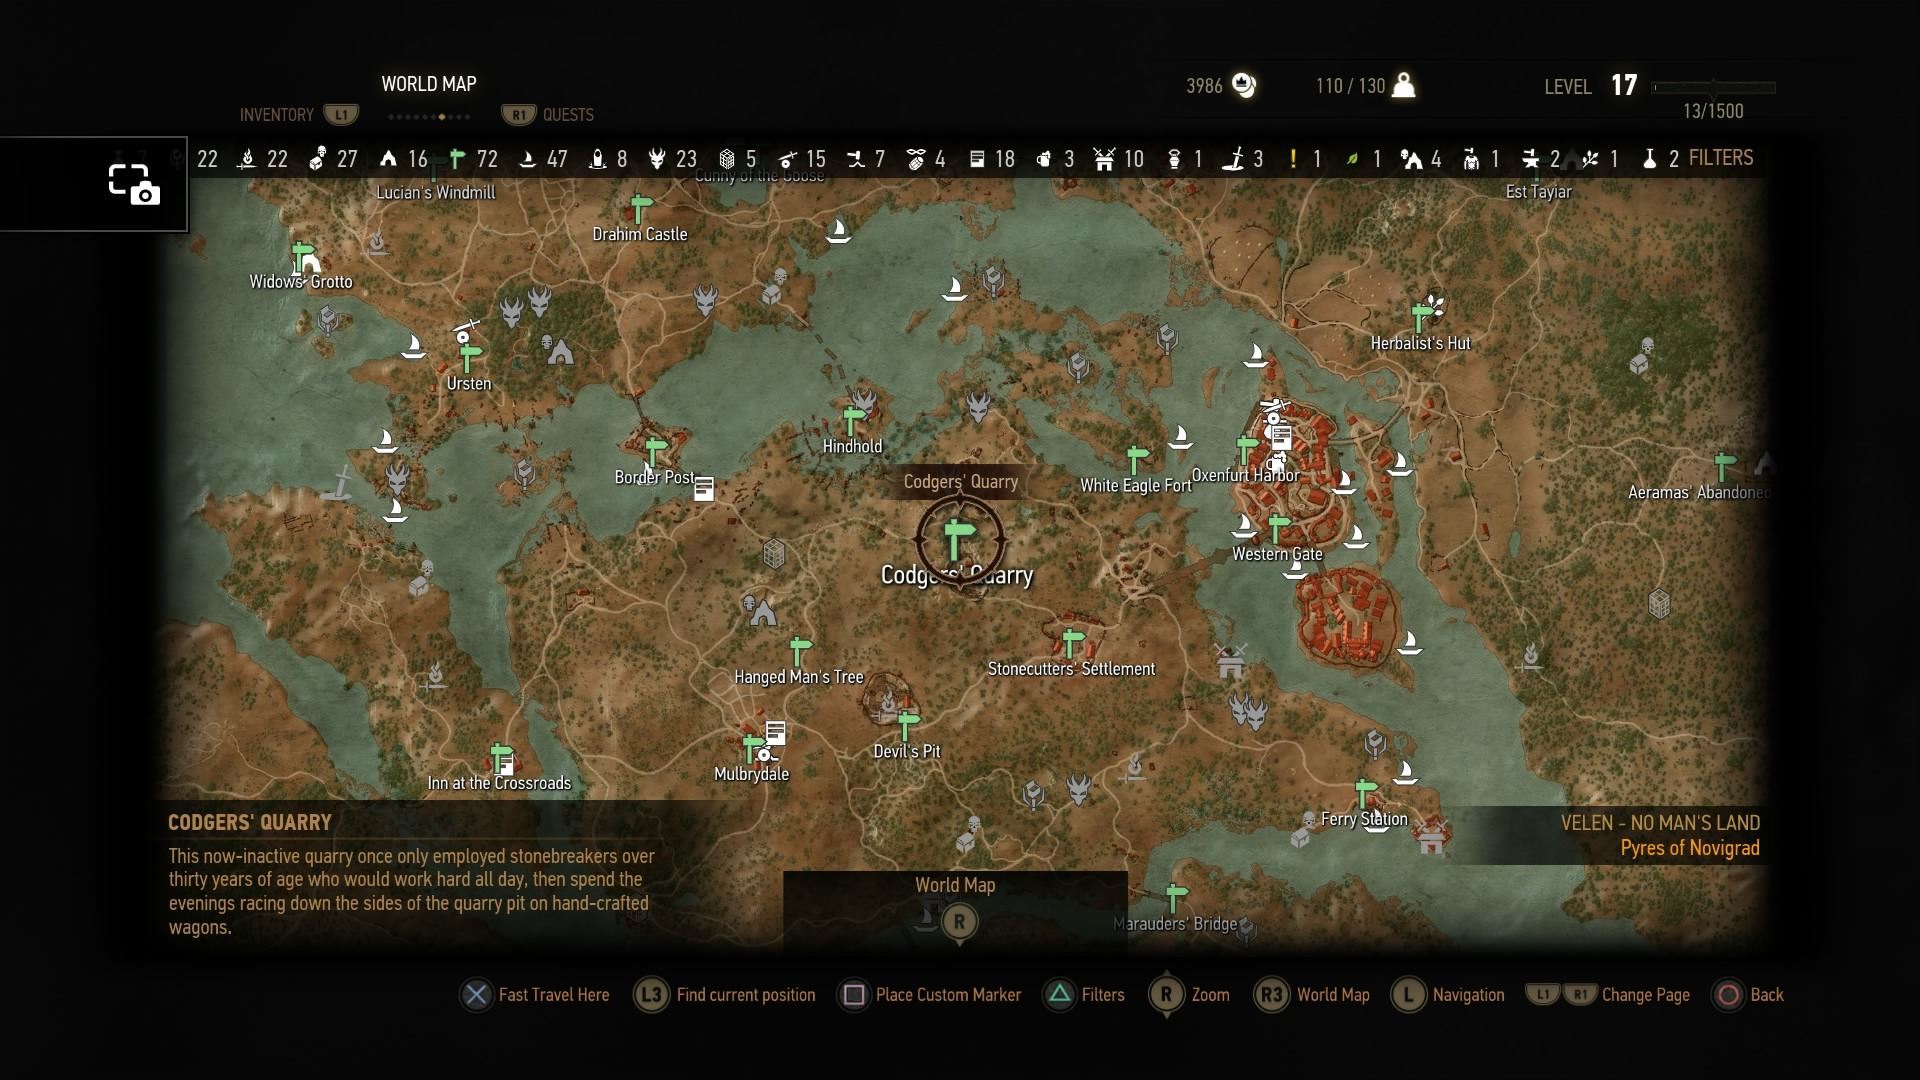 WORLD MAP
3986
110 / 130
LEVEL 17
INVENTORY L1
R1 QUESTS
13/1500
22 22 27 16 72 47 8 23 5 15 7 4 18 3 10 1 3 1 1 4 1 2 1 2 FILTERS
Cunny of the Goose
Lucian's Windmill
Est Tayiar
Drahim Castle
Widows' Grotto
Herbalist's Hut
Ursten
Hindhold
Border Post
Oxenfurt Harbor
White Eagle Fort
Codgers' Quarry
Aeramas' Abandoned
Western Gate
Codgers' Quarry
Stonecutters' Settlement
Hanged Man's Tree
Devil's Pit
Mulbrydale
Inn at the Crossroads
Ferry Station
CODGERS' QUARRY
This now-inactive quarry once only employed stonebreakers over
thirty years of age who would work hard all day, then spend the
evenings racing down the sides of the quarry pit on hand-crafted
wagons.
VELEN - NO MAN'S LAND
Pyres of Novigrad
World Map
R
Marauders' Bridge
Fast Travel Here L3 Find current position Place Custom Marker Filters R Zoom R3 World Map L Navigation L1 R1 Change Page Back